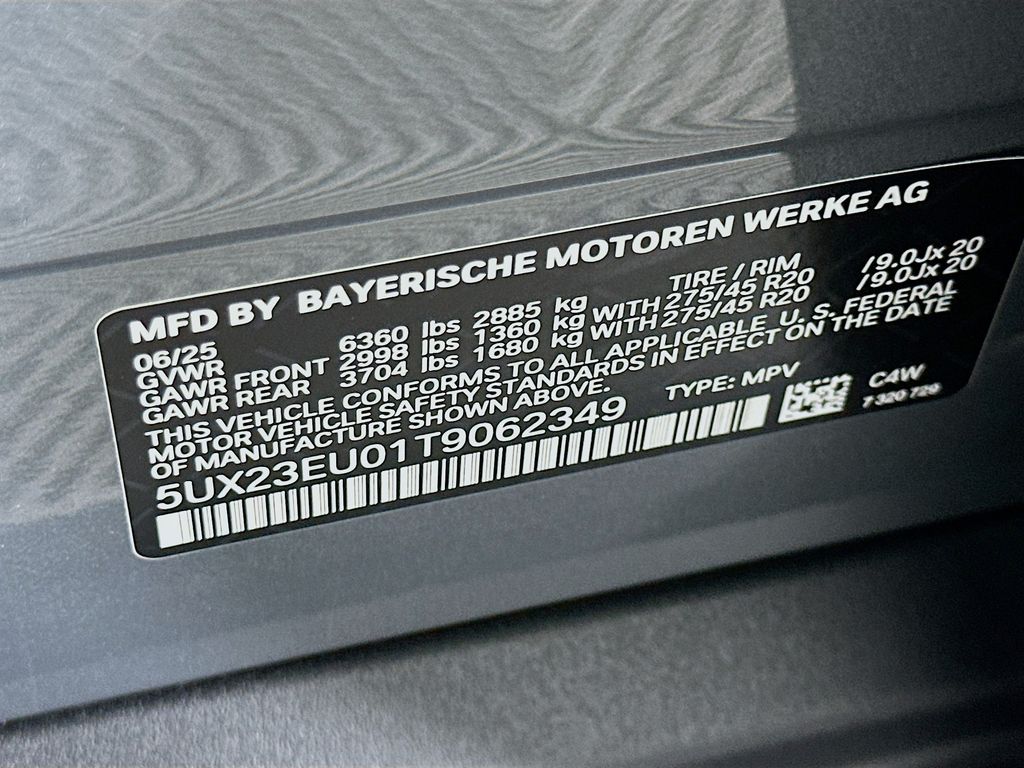 MFD BY BAYERISCHE MOTOREN WERKE AG
06/25 TIRE / RIM
GVWR 6360 lbs 2885 kg
GAWR FRONT 2998 lbs 1360 kg WITH 275/45 R20 /9.0Jx 20
GAWR REAR 3704 lbs 1680 kg WITH 275/45 R20 /9.0Jx 20
THIS VEHICLE CONFORMS TO ALL APPLICABLE U. S. FEDERAL
MOTOR VEHICLE SAFETY STANDARDS IN EFFECT ON THE DATE
OF MANUFACTURE SHOWN ABOVE.
5UX23EU01T9062349 TYPE: MPV
C4W
7 320 726